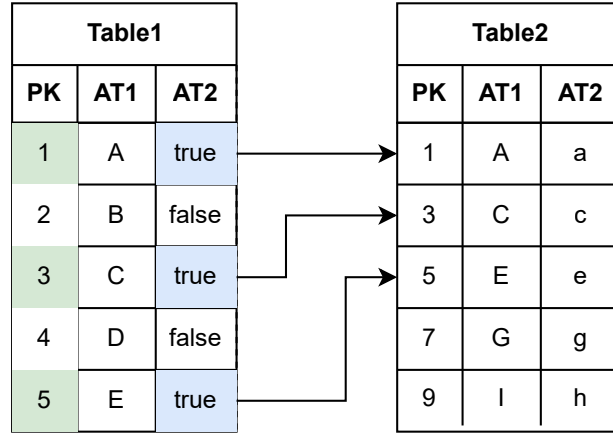 Table1
PK AT1 AT2
1 A true
2 B false
3 C true
4 D false
5 E true
Table2
PK AT1 AT2
1 A a
3 C c
5 E e
7 G g
9 I h